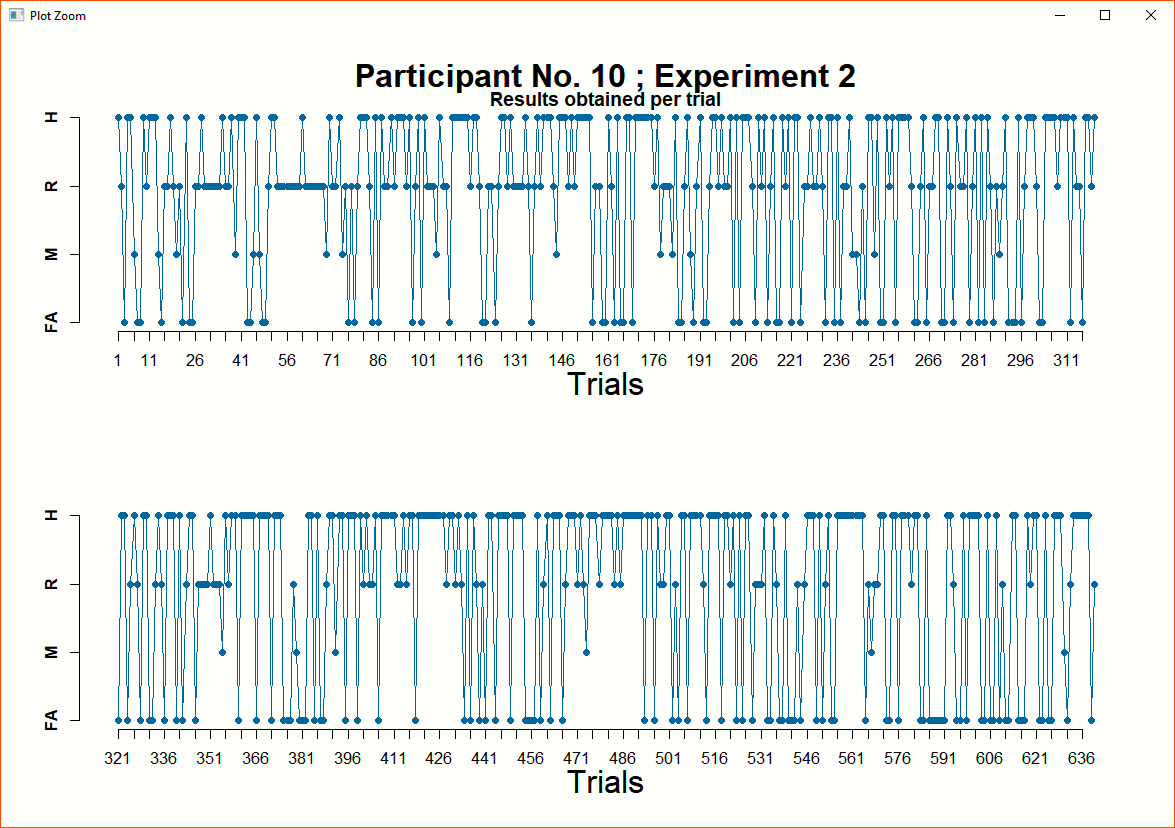 Plot Zoom
Participant No. 10 ; Experiment 2
Results obtained per trial
H
R
M
FA
1 11 26 41 56 71 86 101 116 131 146 161 176 191 206 221 236 251 266 281 296 311
Trials
H
R
M
FA
321 336 351 366 381 396 411 426 441 456 471 486 501 516 531 546 561 576 591 606 621 636
Trials